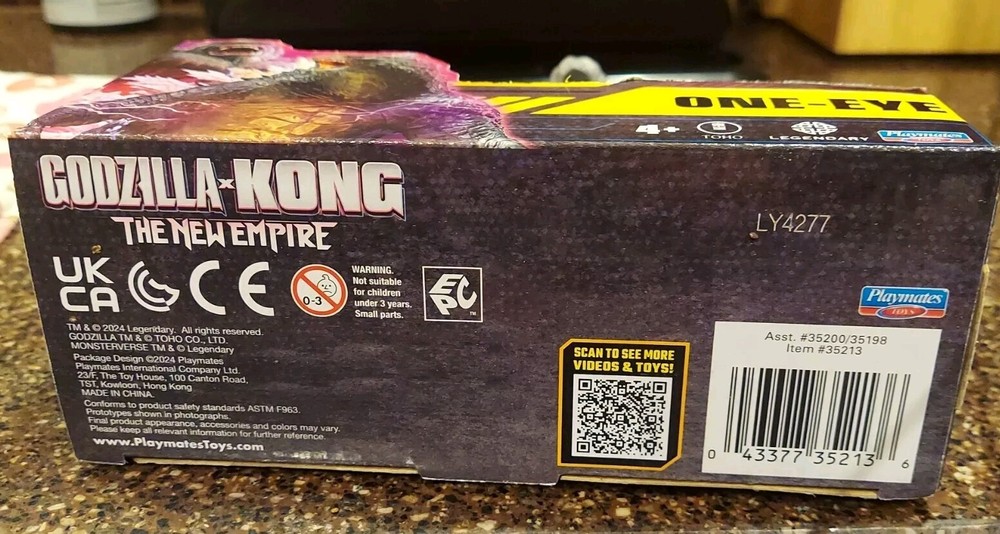 ONE-EYE
4+
TOHO
LEGENDARY
Playmates
GODZILLA x KONG
THE NEW EMPIRE
LY4277
UK
CA
CE
0-3
WARNING.
Not suitable
for children
under 3 years.
Small parts.
EPC TM
Playmates
TOYS
TM & © 2024 Legendary. All rights reserved.
GODZILLA TM & © TOHO CO., LTD.
MONSTERVERSE TM & © Legendary
Package Design ©2024 Playmates
Playmates International Company Ltd.
23/F, The Toy House, 100 Canton Road,
TST, Kowloon, Hong Kong
MADE IN CHINA.
Conforms to product safety standards ASTM F963.
Prototypes shown in photographs.
Final product appearance, accessories and colors may vary.
Please keep all relevant information for further reference.
www.PlaymatesToys.com
SCAN TO SEE MORE
VIDEOS & TOYS!
Asst. #35200/35198
Item #35213
0 43377 35213 6